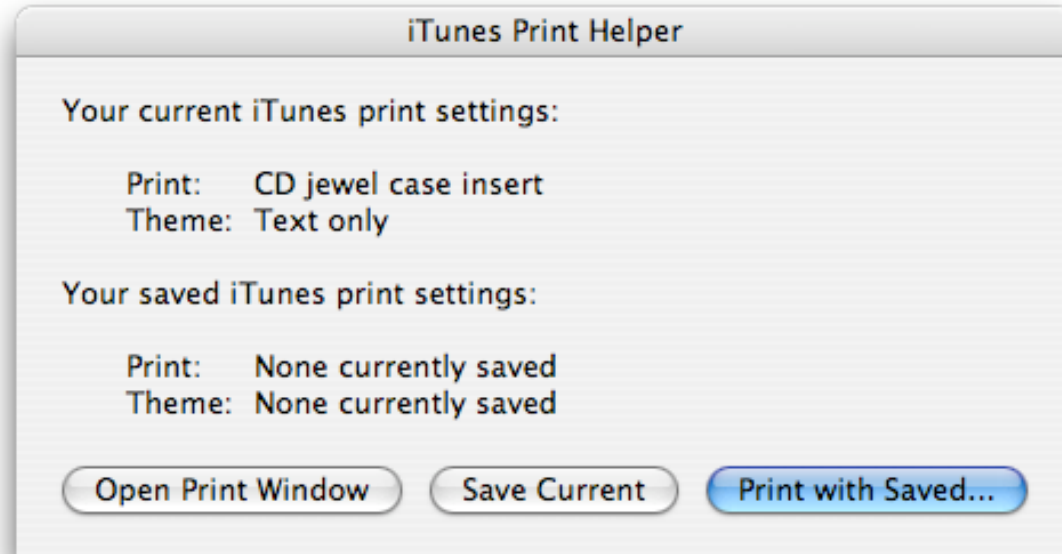 iTunes Print Helper
Your current iTunes print settings:
Print: CD jewel case insert
Theme: Text only
Your saved iTunes print settings:
Print: None currently saved
Theme: None currently saved
Open Print Window Save Current Print with Saved...